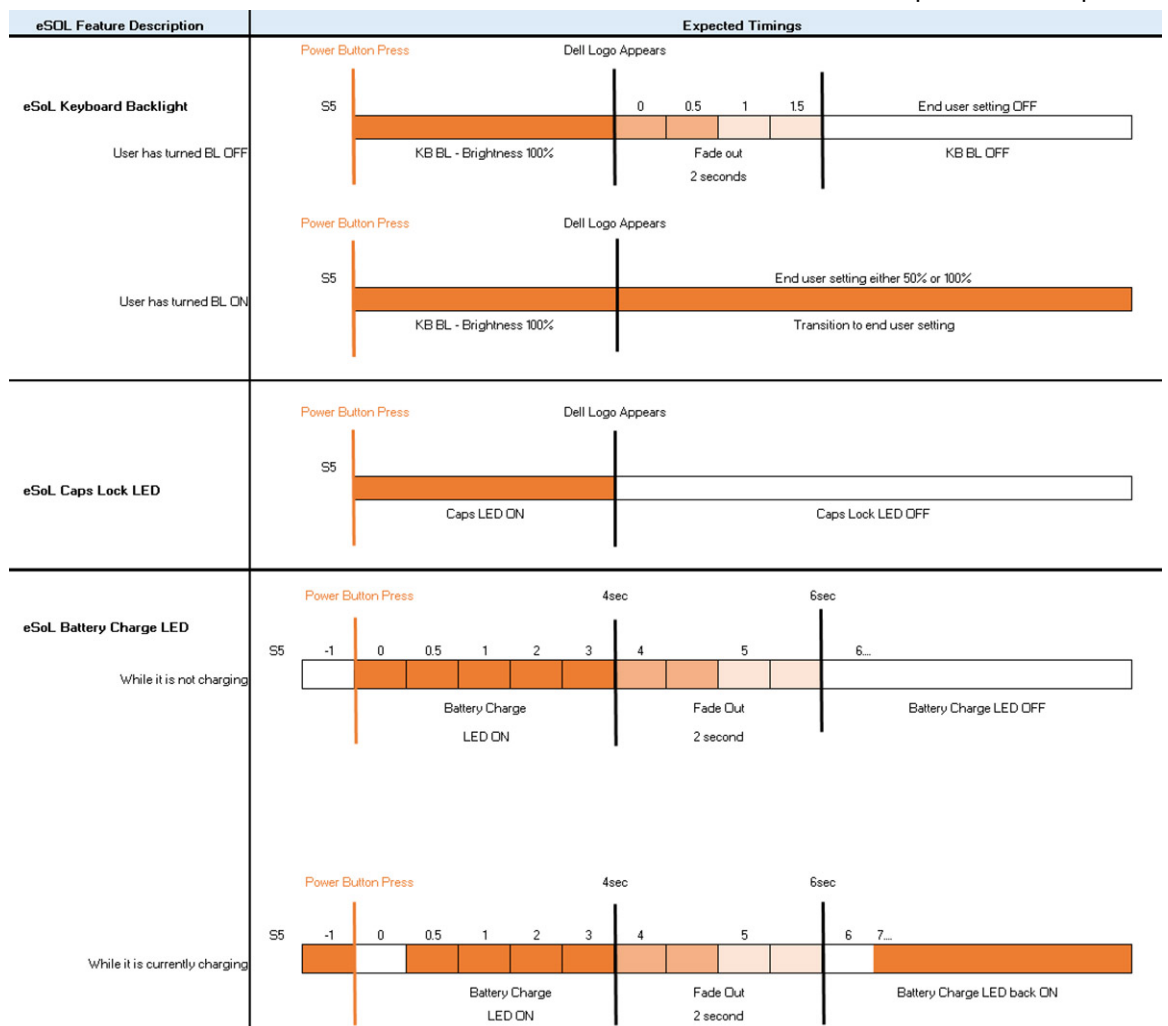 eSOL Feature Description
Expected Timings
Power Button Press
Dell Logo Appears
eSoL Keyboard Backlight
S5
0 0.5 1 1.5
End user setting OFF
User has turned BL OFF
KB BL - Brightness 100%
Fade out
KB BL OFF
2 seconds
Power Button Press
Dell Logo Appears
S5
End user setting either 50% or 100%
User has turned BL ON
KB BL - Brightness 100%
Transition to end user setting
Power Button Press
Dell Logo Appears
S5
eSoL Caps Lock LED
Caps LED ON
Caps Lock LED OFF
Power Button Press
4sec
6sec
eSoL Battery Charge LED
S5 -1 0 0.5 1 2 3 4 5 6....
While it is not charging
Battery Charge
Fade Out
Battery Charge LED OFF
LED ON
2 second
Power Button Press
4sec
6sec
S5 -1 0 0.5 1 2 3 4 5 6 7....
While it is currently charging
Battery Charge
Fade Out
Battery Charge LED back ON
LED ON
2 second